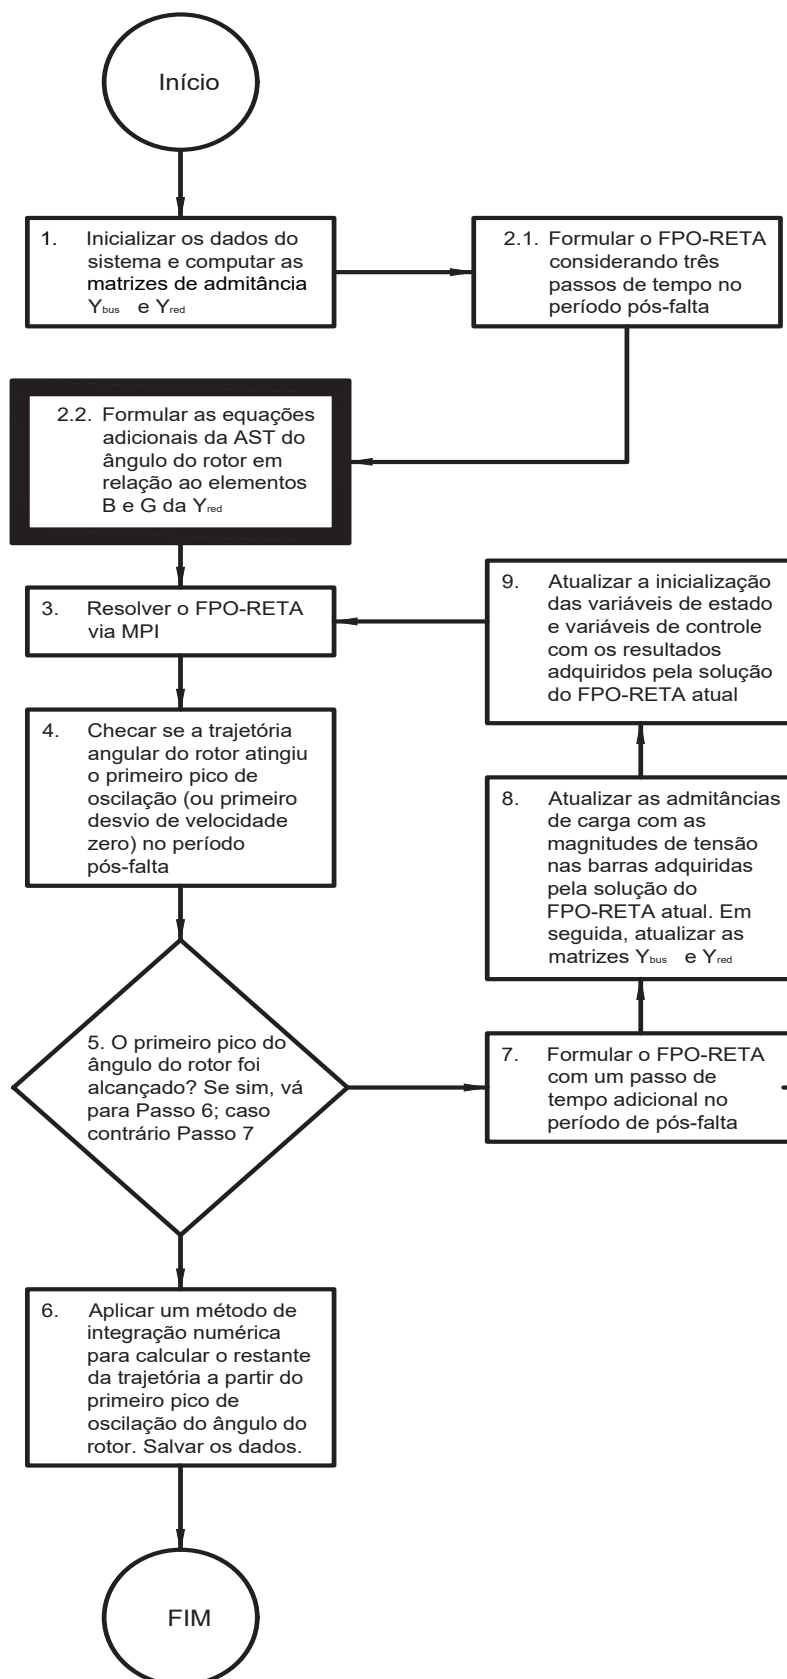 Início
1. Inicializar os dados do
sistema e computar as
matrizes de admitância
Ybus e Yred
2.1. Formular o FPO-RETA
considerando três
passos de tempo no
período pós-falta
2.2. Formular as equações
adicionais da AST do
ângulo do rotor em
relação ao elementos
B e G da Yred
3. Resolver o FPO-RETA
via MPI
4. Checar se a trajetória
angular do rotor atingiu
o primeiro pico de
oscilação (ou primeiro
desvio de velocidade
zero) no período
pós-falta
5. O primeiro pico do
ângulo do rotor foi
alcançado? Se sim, vá
para Passo 6; caso
contrário Passo 7
6. Aplicar um método de
integração numérica
para calcular o restante
da trajetória a partir do
primeiro pico de
oscilação do ângulo do
rotor. Salvar os dados.
7. Formular o FPO-RETA
com um passo de
tempo adicional no
período de pós-falta
8. Atualizar as admitâncias
de carga com as
magnitudes de tensão
nas barras adquiridas
pela solução do
FPO-RETA atual. Em
seguida, atualizar as
matrizes Ybus e Yred
9. Atualizar a inicialização
das variáveis de estado
e variáveis de controle
com os resultados
adquiridos pela solução
do FPO-RETA atual
FIM